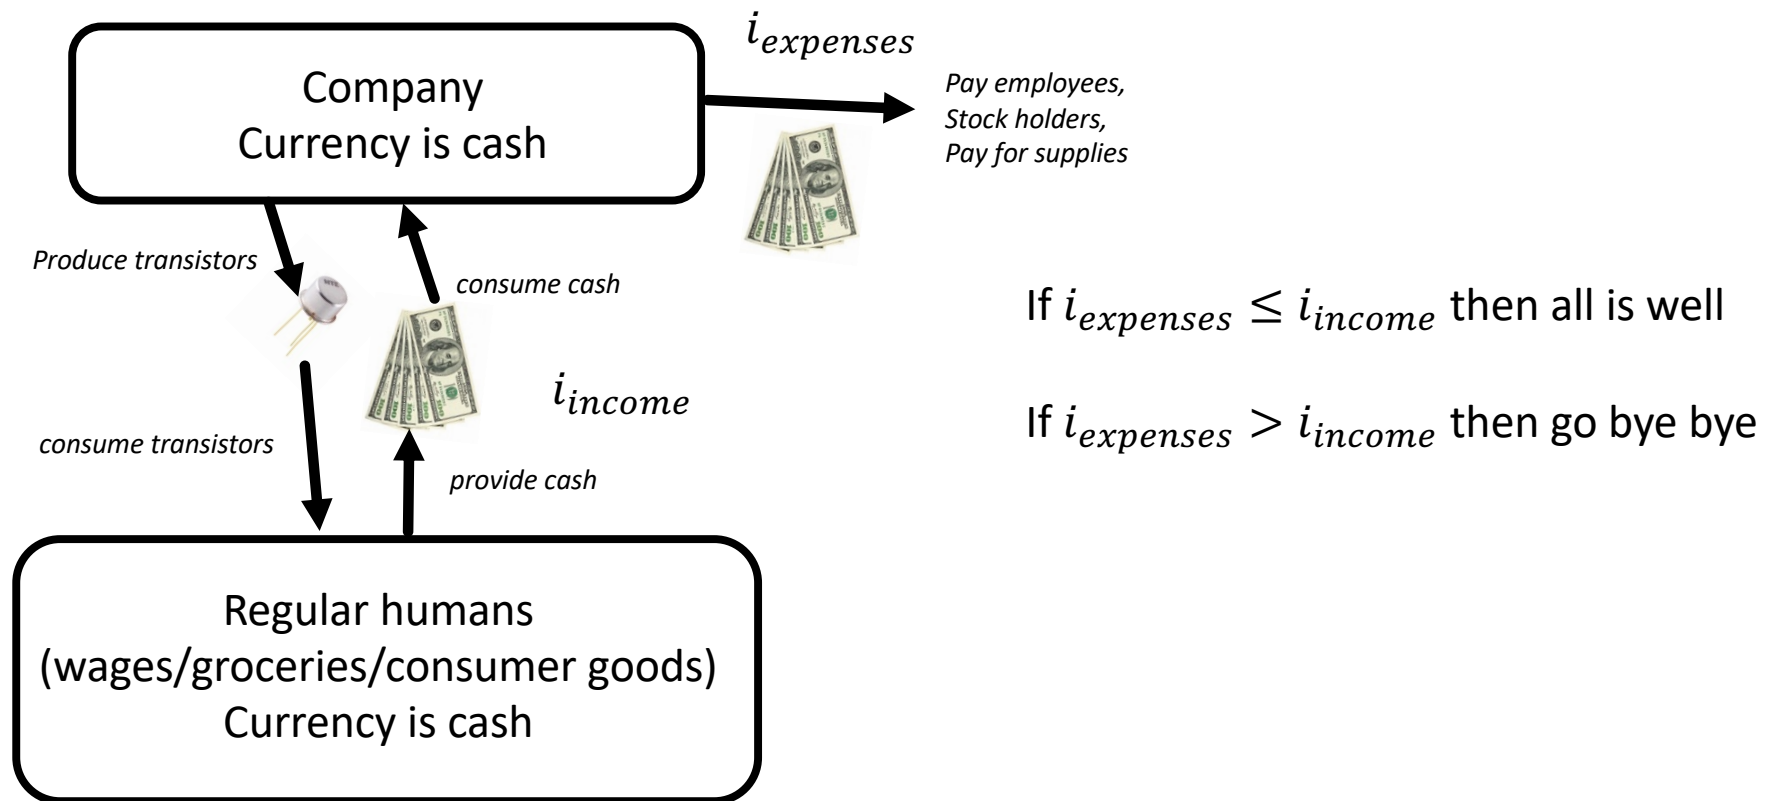 i_expenses
Company
Currency is cash
Pay employees,
Stock holders,
Pay for supplies
Produce transistors
NTE
consume cash
If i_expenses ≤ i_income then all is well
i_income
If i_expenses > i_income then go bye bye
consume transistors
provide cash
Regular humans
(wages/groceries/consumer goods)
Currency is cash